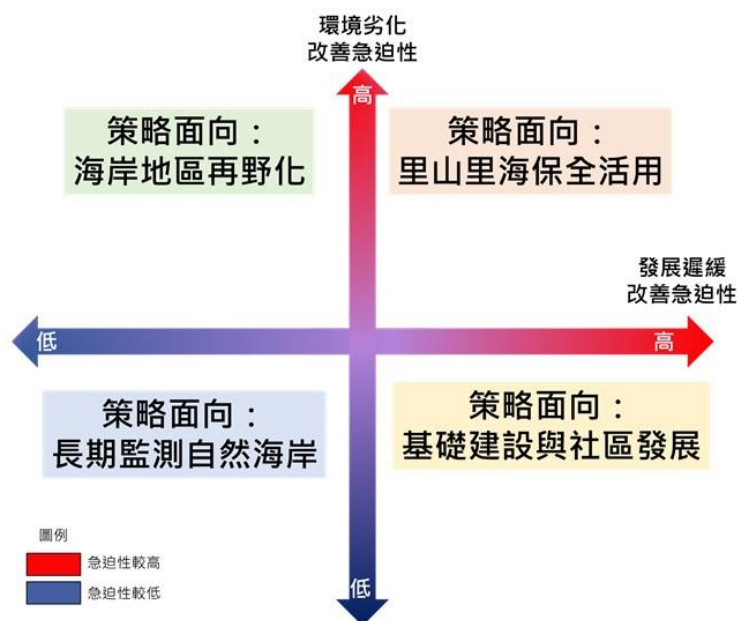 環境劣化
改善急迫性
高
策略面向：
海岸地區再野化
策略面向：
里山里海保全活用
發展遲緩
改善急迫性
低
高
策略面向：
長期監測自然海岸
策略面向：
基礎建設與社區發展
圖例
急迫性較高
急迫性較低
低